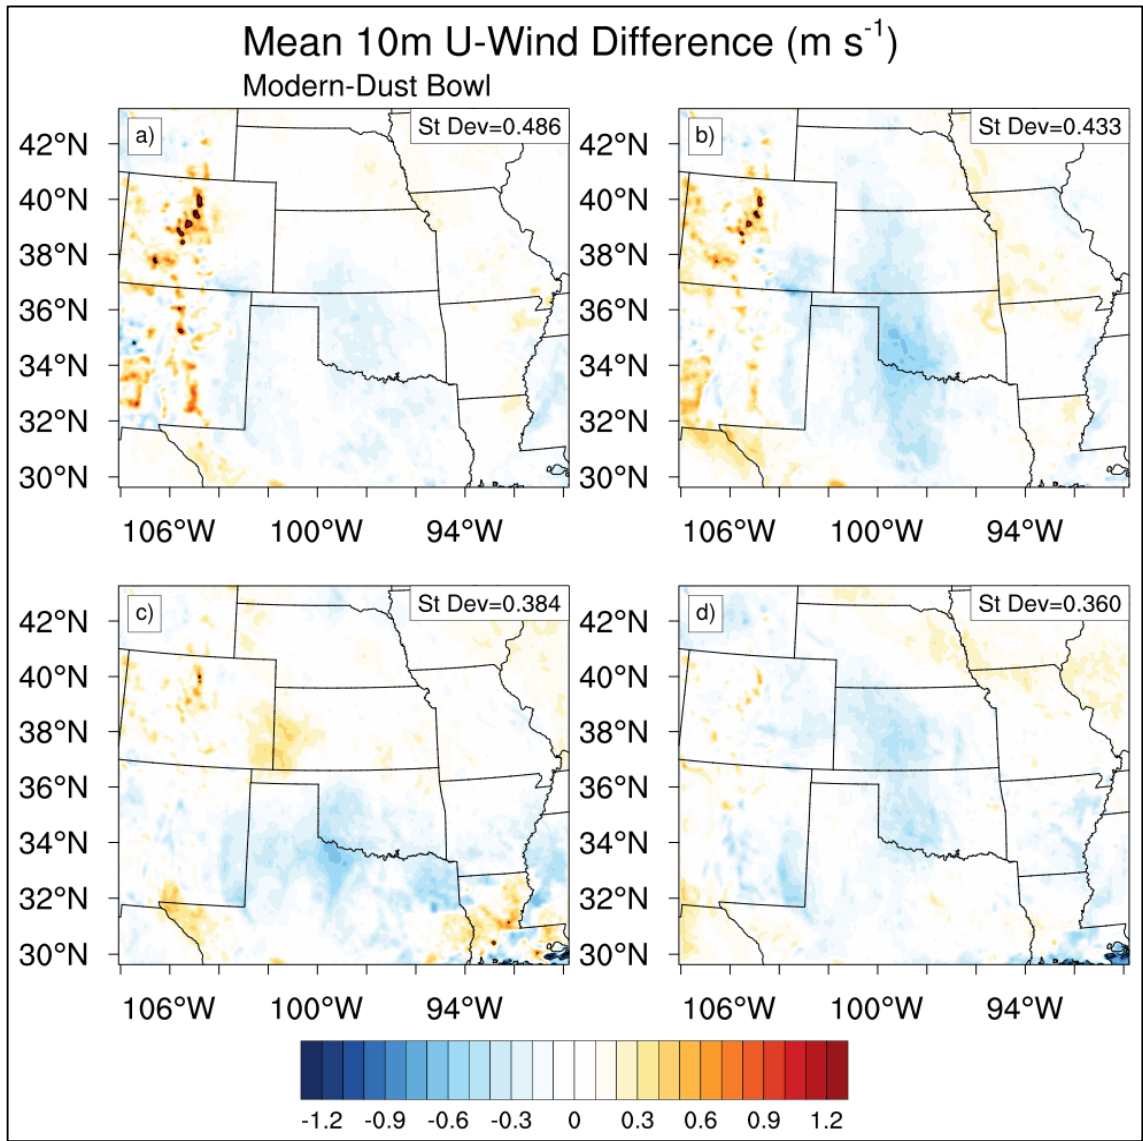 Mean 10m U-Wind Difference (m s⁻¹)
Modern-Dust Bowl
a)
St Dev=0.486
42°N
40°N
38°N
36°N
34°N
32°N
30°N
106°W 100°W 94°W
b)
St Dev=0.433
42°N
40°N
38°N
36°N
34°N
32°N
30°N
106°W 100°W 94°W
c)
St Dev=0.384
42°N
40°N
38°N
36°N
34°N
32°N
30°N
106°W 100°W 94°W
d)
St Dev=0.360
42°N
40°N
38°N
36°N
34°N
32°N
30°N
106°W 100°W 94°W
-1.2 -0.9 -0.6 -0.3 0 0.3 0.6 0.9 1.2